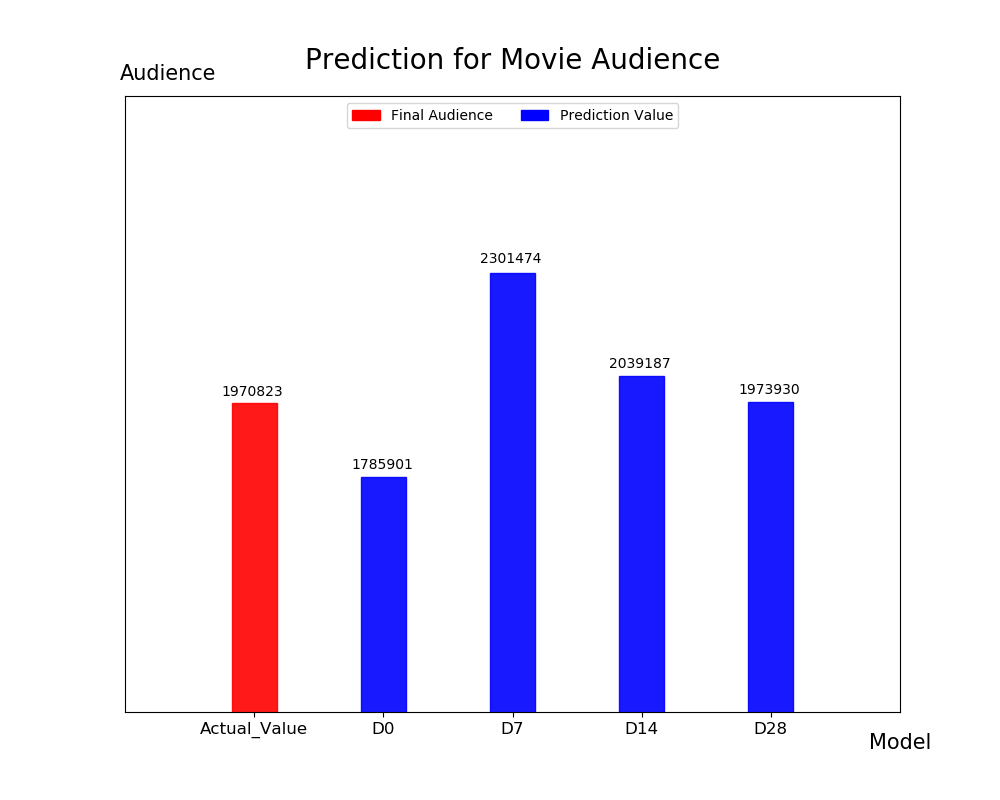 Prediction for Movie Audience
Audience
Final Audience
Prediction Value
2301474
2039187
1973930
1970823
1785901
Actual_Value
D0
D7
D14
D28
Model